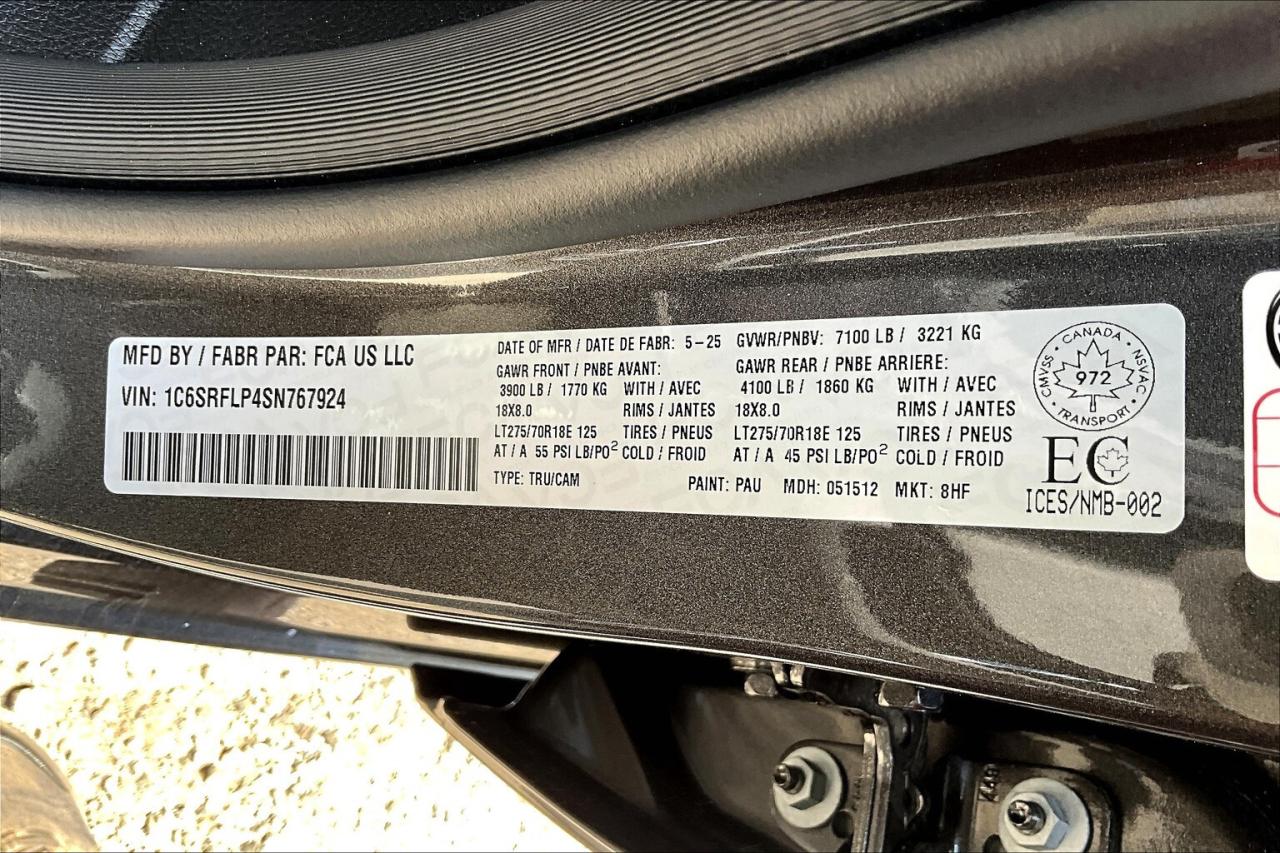 MFD BY / FABR PAR: FCA US LLC
VIN: 1C6SRFLP4SN767924
DATE OF MFR / DATE DE FABR: 5-25
GAWR FRONT / PNBE AVANT:
3900 LB / 1770 KG WITH / AVEC
18X8.0 RIMS / JANTES
LT275/70R18E 125 TIRES / PNEUS
AT / A 55 PSI LB/PO² COLD / FROID
TYPE: TRU/CAM
GVWR/PNBV: 7100 LB / 3221 KG
GAWR REAR / PNBE ARRIERE:
4100 LB / 1860 KG WITH / AVEC
18X8.0 RIMS / JANTES
LT275/70R18E 125 TIRES / PNEUS
AT / A 45 PSI LB/PO² COLD / FROID
PAINT: PAU MDH: 051512 MKT: 8HF
CANADA
CMVSS
NSVAC
972
TRANSPORT
EC
ICES/NMB-002